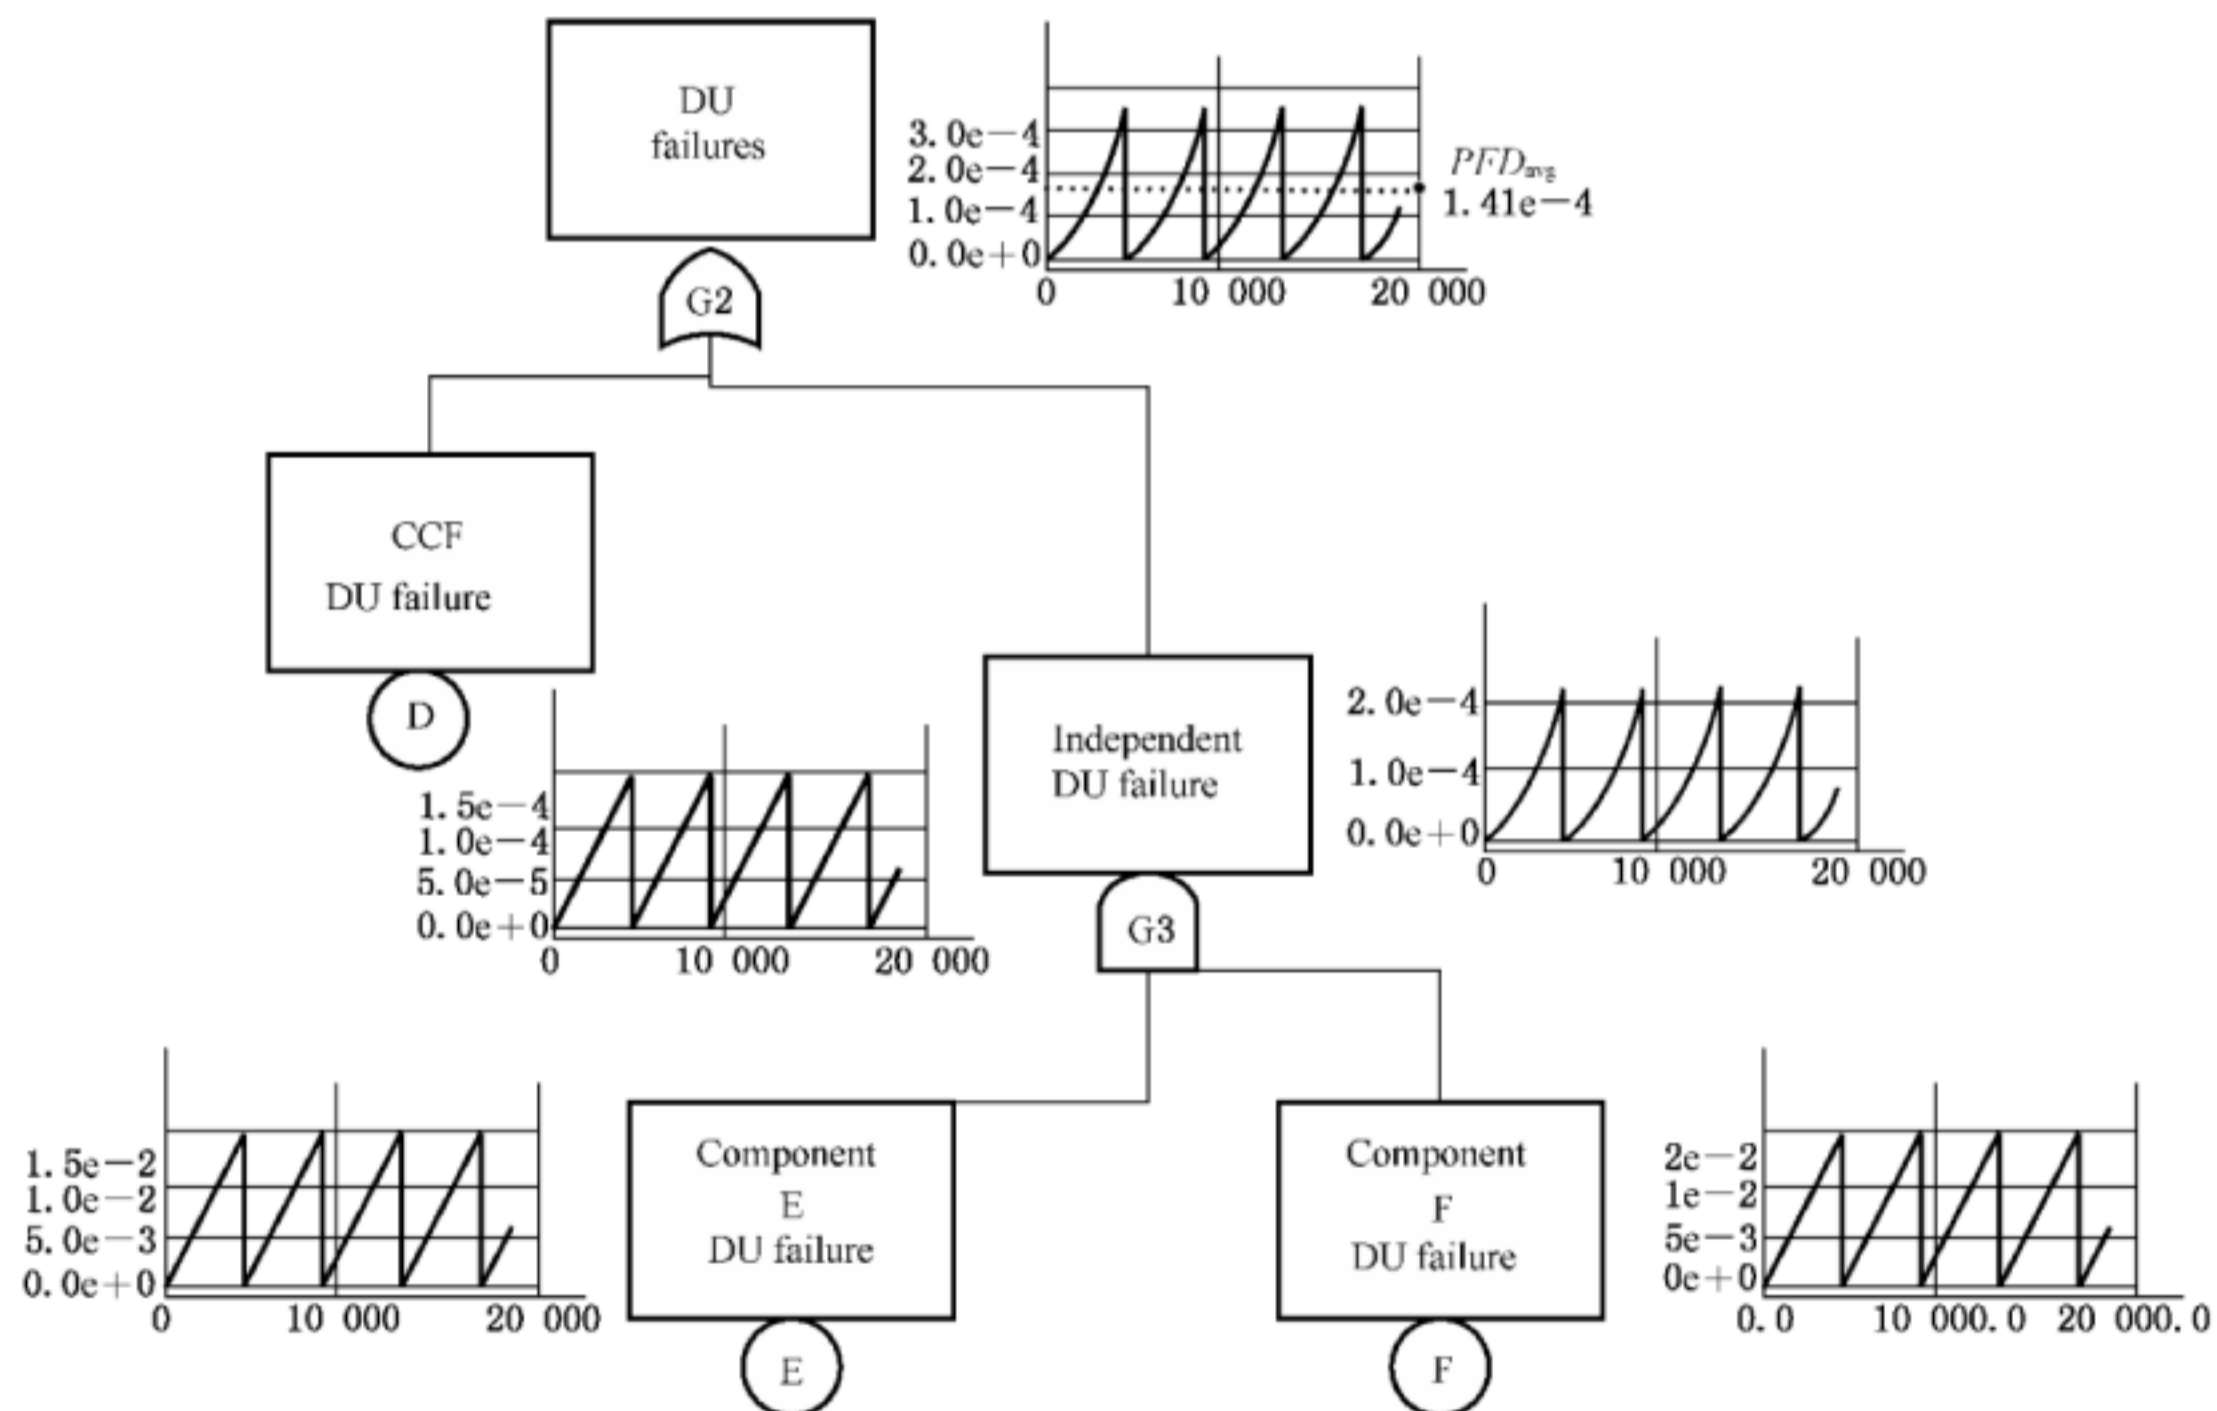 DU
failures
3.0e−4
2.0e−4
1.0e−4
0.0e+0
0
10 000
20 000
PFDavg
1.41e−4
G2
CCF
DU failure
D
1.5e−4
1.0e−4
5.0e−5
0.0e+0
0
10 000
20 000
Independent
DU failure
2.0e−4
1.0e−4
0.0e+0
0
10 000
20 000
G3
1.5e−2
1.0e−2
5.0e−3
0.0e+0
0
10 000
20 000
Component
E
DU failure
E
Component
F
DU failure
F
2e−2
1e−2
5e−3
0e+0
0.0
10 000.0
20 000.0